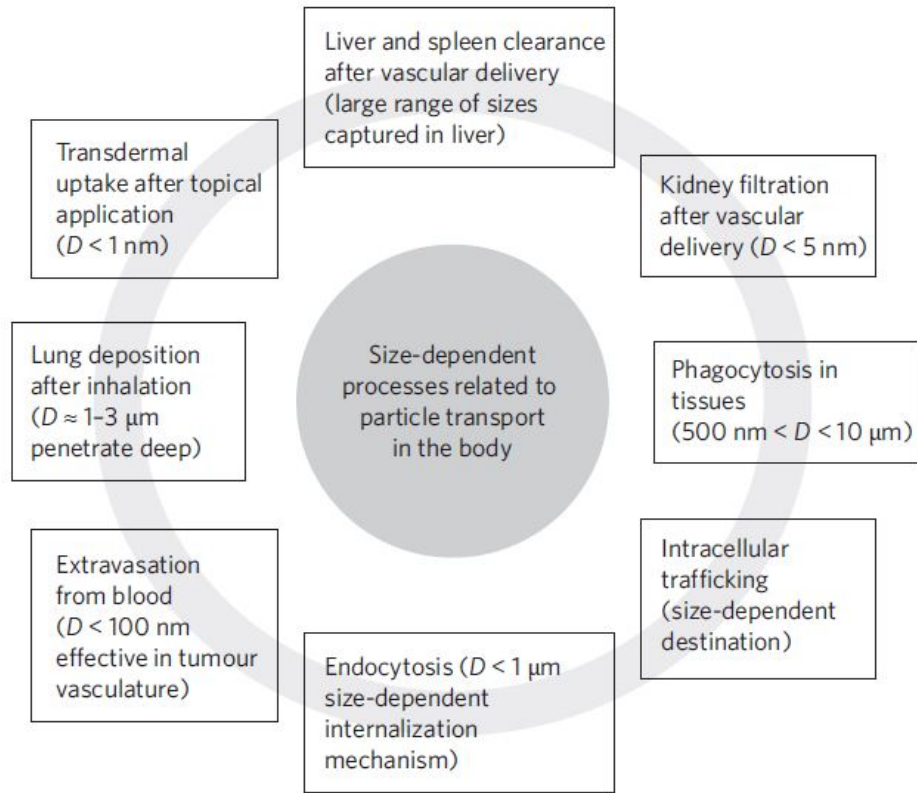 Liver and spleen clearance
after vascular delivery
(large range of sizes
captured in liver)
Kidney filtration
after vascular
delivery (D < 5 nm)
Phagocytosis in
tissues
(500 nm < D < 10 μm)
Intracellular
trafficking
(size-dependent
destination)
Endocytosis (D < 1 μm
size-dependent
internalization
mechanism)
Extravasation
from blood
(D < 100 nm
effective in tumour
vasculature)
Lung deposition
after inhalation
(D ≈ 1–3 μm
penetrate deep)
Transdermal
uptake after topical
application
(D < 1 nm)
Size-dependent
processes related to
particle transport
in the body